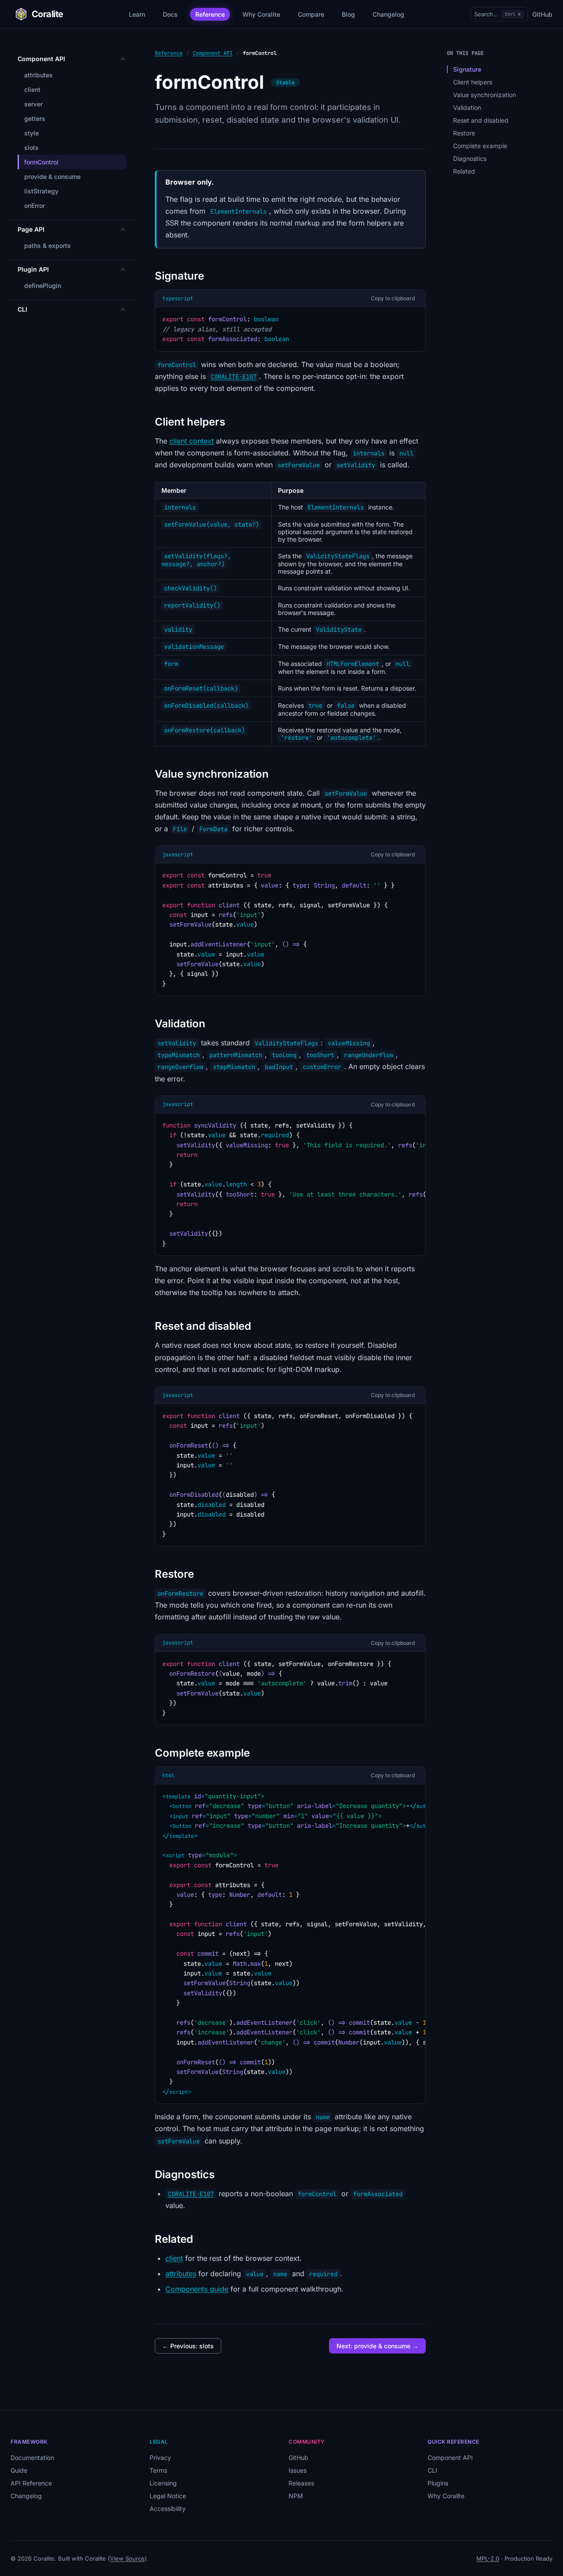 Coralite
Learn
Docs
Reference
Why Coralite
Compare
Blog
Changelog
Search... Ctrl K
GitHub
Component API
attributes
client
server
getters
style
slots
formControl
provide & consume
listStrategy
onError
Page API
paths & exports
Plugin API
definePlugin
CLI
Reference / Component API / formControl
formControl Stable
Turns a component into a real form control: it participates in
submission, reset, disabled state and the browser's validation UI.
Browser only.
The flag is read at build time to emit the right module, but the behavior
comes from ElementInternals, which only exists in the browser. During
SSR the component renders its normal markup and the form helpers are
absent.
Signature
typescript Copy to clipboard
export const formControl: boolean
// legacy alias, still accepted
export const formAssociated: boolean
formControl wins when both are declared. The value must be a boolean;
anything else is CORALITE-E107. There is no per-instance opt-in: the export
applies to every host element of the component.
Client helpers
The client context always exposes these members, but they only have an effect
when the component is form-associated. Without the flag, internals is null
and development builds warn when setFormValue or setValidity is called.
Member Purpose
internals The host ElementInternals instance.
setFormValue(value, state?) Sets the value submitted with the form. The
optional second argument is the state restored
by the browser.
setValidity(flags?,
message?, anchor?)
Sets the ValidityStateFlags, the message
shown by the browser, and the element the
message points at.
checkValidity() Runs constraint validation without showing UI.
reportValidity() Runs constraint validation and shows the
browser's message.
validity The current ValidityState.
validationMessage The message the browser would show.
form The associated HTMLFormElement, or null
when the element is not inside a form.
onFormReset(callback) Runs when the form is reset. Returns a disposer.
onFormDisabled(callback) Receives true or false when a disabled
ancestor form or fieldset changes.
onFormRestore(callback) Receives the restored value and the mode,
'restore' or 'autocomplete'.
Value synchronization
The browser does not read component state. Call setFormValue whenever the
submitted value changes, including once at mount, or the form submits the empty
default. Keep the value in the same shape a native input would submit: a string,
or a File / FormData for richer controls.
javascript Copy to clipboard
export const formControl = true
export const attributes = { value: { type: String, default: '' } }
export function client ({ state, refs, signal, setFormValue }) {
const input = refs('input')
setFormValue(state.value)
input.addEventListener('input', () => {
state.value = input.value
setFormValue(state.value)
}, { signal })
}
Validation
setValidity takes standard ValidityStateFlags: valueMissing,
typeMismatch, patternMismatch, tooLong, tooShort, rangeUnderflow,
rangeOverflow, stepMismatch, badInput, customError. An empty object clears
the error.
javascript Copy to clipboard
function syncValidity ({ state, refs, setValidity }) {
if (!state.value && state.required) {
setValidity({ valueMissing: true }, 'This field is required.', refs('in
return
}
if (state.value.length < 3) {
setValidity({ tooShort: true }, 'Use at least three characters.', refs(
return
}
setValidity({})
}
The anchor element is what the browser focuses and scrolls to when it reports
the error. Point it at the visible input inside the component, not at the host,
otherwise the tooltip has nowhere to attach.
Reset and disabled
A native reset does not know about state, so restore it yourself. Disabled
propagation is the other half: a disabled fieldset must visibly disable the inner
control, and that is not automatic for light-DOM markup.
javascript Copy to clipboard
export function client ({ state, refs, onFormReset, onFormDisabled }) {
const input = refs('input')
onFormReset(() => {
state.value = ''
input.value = ''
})
onFormDisabled((disabled) => {
state.disabled = disabled
input.disabled = disabled
})
}
Restore
onFormRestore covers browser-driven restoration: history navigation and autofill.
The mode tells you which one fired, so a component can re-run its own
formatting after autofill instead of trusting the raw value.
javascript Copy to clipboard
export function client ({ state, setFormValue, onFormRestore }) {
onFormRestore((value, mode) => {
state.value = mode === 'autocomplete' ? value.trim() : value
setFormValue(state.value)
})
}
Complete example
html Copy to clipboard
<template id="quantity-input">
<button ref="decrease" type="button" aria-label="Decrease quantity">-</but
<input ref="input" type="number" min="1" value="{{ value }}">
<button ref="increase" type="button" aria-label="Increase quantity">+</but
</template>
<script type="module">
export const formControl = true
export const attributes = {
value: { type: Number, default: 1 }
}
export function client ({ state, refs, signal, setFormValue, setValidity,
const input = refs('input')
const commit = (next) => {
state.value = Math.max(1, next)
input.value = state.value
setFormValue(String(state.value))
setValidity({})
}
refs('decrease').addEventListener('click', () => commit(state.value - 1
refs('increase').addEventListener('click', () => commit(state.value + 1
input.addEventListener('change', () => commit(Number(input.value)), { s
onFormReset(() => commit(1))
setFormValue(String(state.value))
}
</script>
Inside a form, the component submits under its name attribute like any native
control. The host must carry that attribute in the page markup; it is not something
setFormValue can supply.
Diagnostics
• CORALITE-E107 reports a non-boolean formControl or formAssociated
value.
Related
• client for the rest of the browser context.
• attributes for declaring value, name and required.
• Components guide for a full component walkthrough.
← Previous: slots
Next: provide & consume →
ON THIS PAGE
Signature
Client helpers
Value synchronization
Validation
Reset and disabled
Restore
Complete example
Diagnostics
Related
FRAMEWORK
Documentation
Guide
API Reference
Changelog
LEGAL
Privacy
Terms
Licensing
Legal Notice
Accessibility
COMMUNITY
GitHub
Issues
Releases
NPM
QUICK REFERENCE
Component API
CLI
Plugins
Why Coralite
© 2026 Coralite. Built with Coralite (View Source).
MPL-2.0 · Production Ready